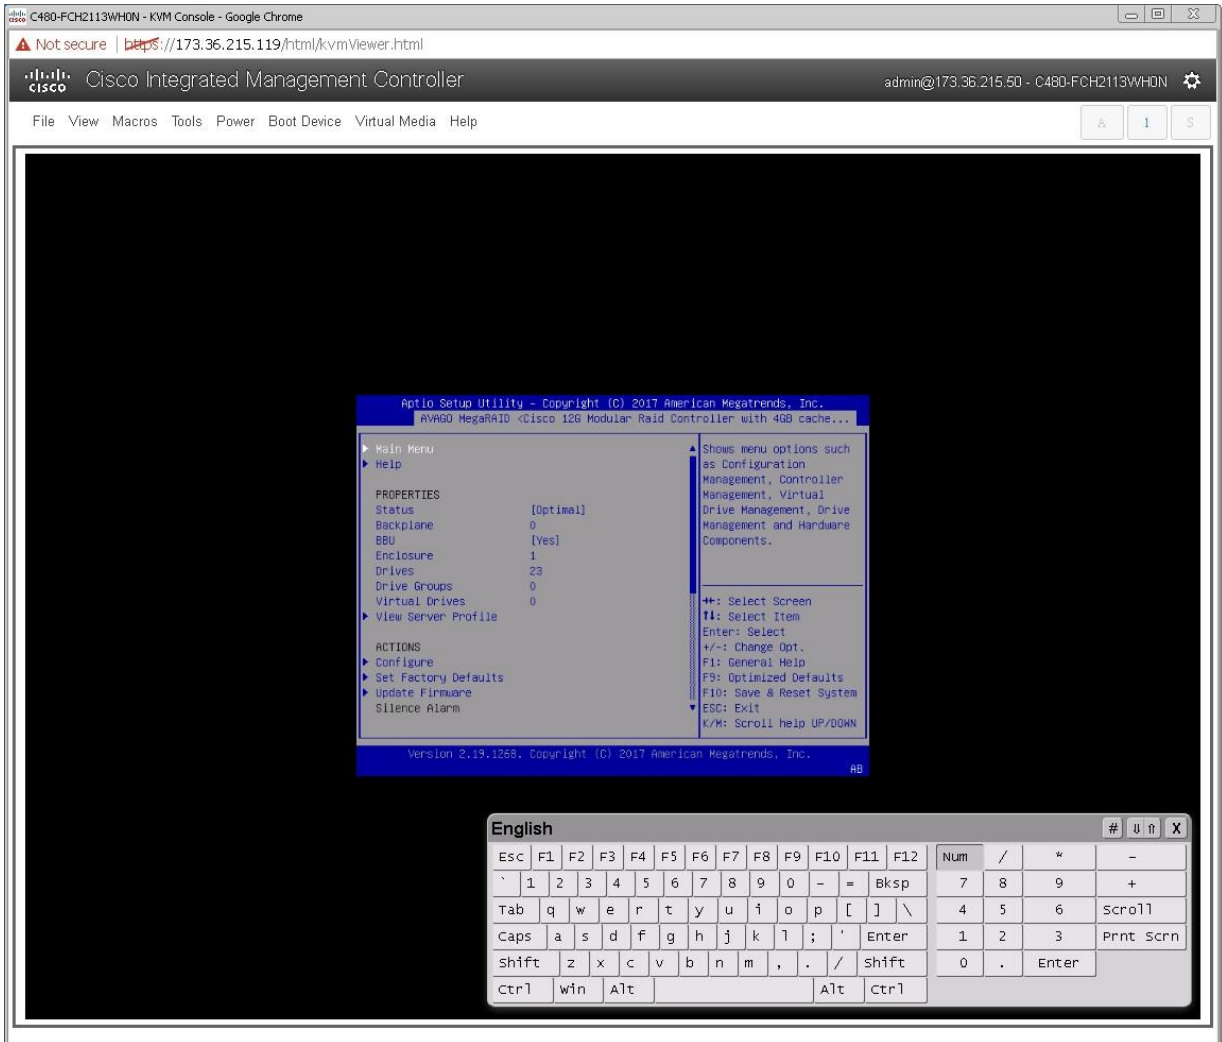 C480-FCH2113WH0N - KVM Console - Google Chrome
Not secure | https://173.36.215.119/html/kvmViewer.html
cisco Cisco Integrated Management Controller admin@173.36.215.50 - C480-FCH2113WH0N
File View Macros Tools Power Boot Device Virtual Media Help A 1 S
Aptio Setup Utility - Copyright (C) 2017 American Megatrends, Inc.
AVAGO MegaRAID <Cisco 12G Modular Raid Controller with 4GB cache...
Main Menu
Help
PROPERTIES
Status [Optimal]
Backplane 0
BBU [Yes]
Enclosure 1
Drives 23
Drive Groups 0
Virtual Drives 0
View Server Profile
ACTIONS
Configure
Set Factory Defaults
Update Firmware
Silence Alarm
Shows menu options such
as Configuration
Management, Controller
Management, Virtual
Drive Management, Drive
Management and Hardware
Components.
→←: Select Screen
↑↓: Select Item
Enter: Select
+/-: Change Opt.
F1: General Help
F9: Optimized Defaults
F10: Save & Reset System
ESC: Exit
K/M: Scroll help UP/DOWN
Version 2.19.1268. Copyright (C) 2017 American Megatrends, Inc.
AB
English # ⇓ ⇑ X
Esc F1 F2 F3 F4 F5 F6 F7 F8 F9 F10 F11 F12 Num / * -
` 1 2 3 4 5 6 7 8 9 0 - = Bksp 7 8 9 +
Tab q w e r t y u i o p [ ] \ 4 5 6 Scroll
Caps a s d f g h j k l ; ' Enter 1 2 3 Prnt Scrn
Shift z x c v b n m , . / Shift 0 . Enter
Ctrl Win Alt Alt Ctrl